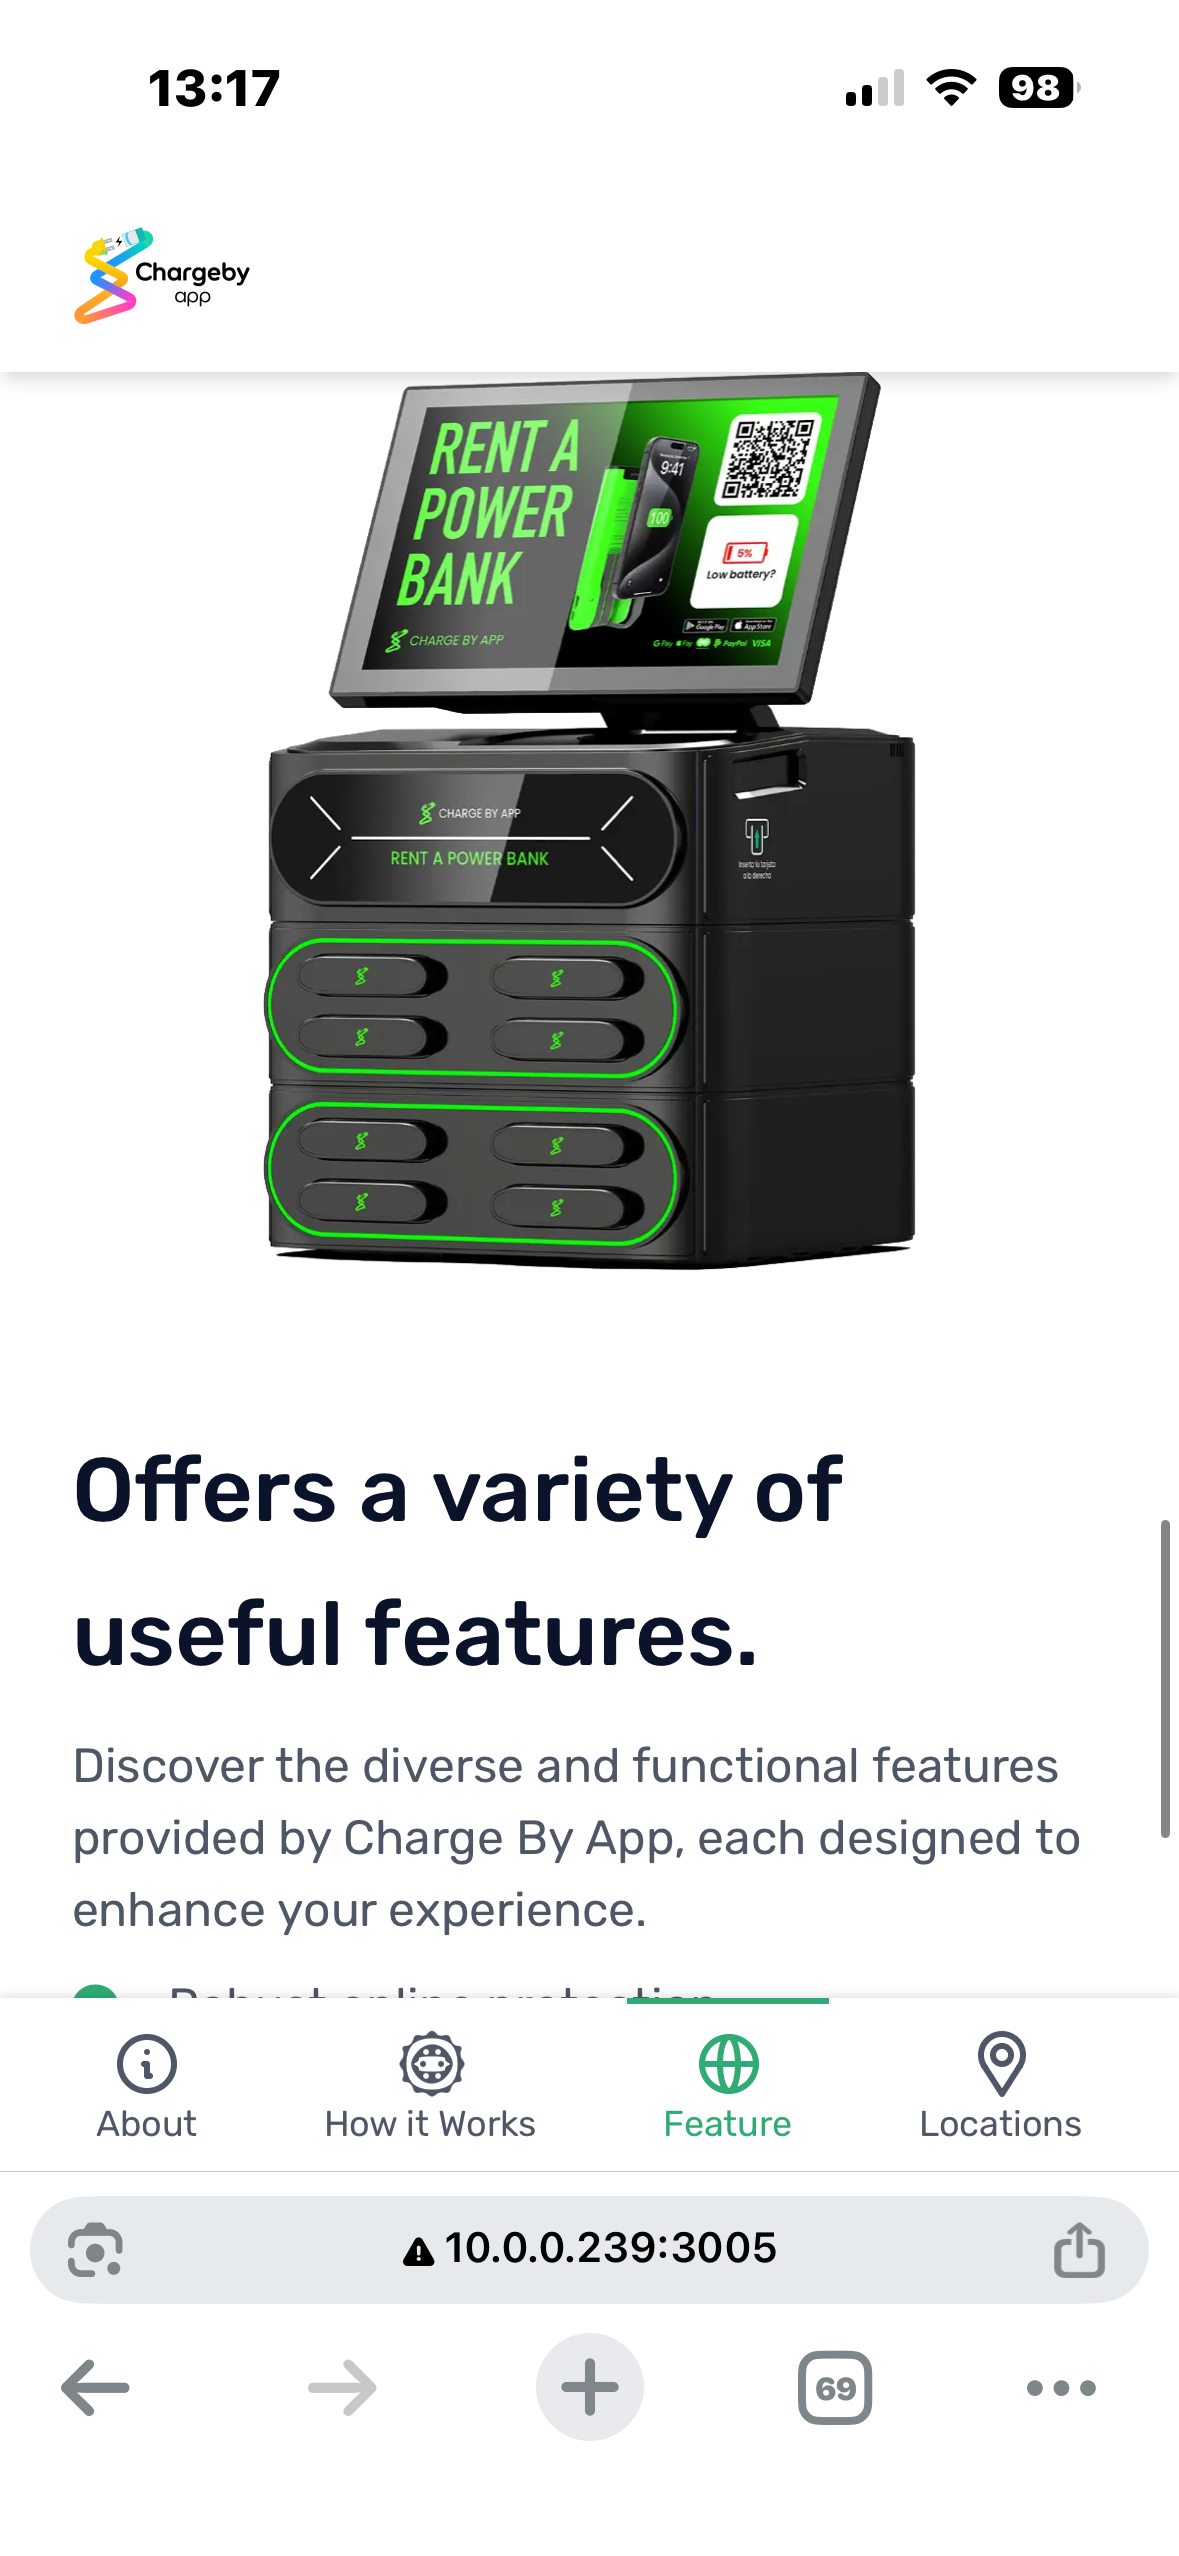 13:17
98
Chargeby
app
RENT A
POWER
BANK
CHARGE BY APP
9:41
100
5%
Low battery?
Google Play
App Store
G Pay Pay PayPal VISA
CHARGE BY APP
RENT A POWER BANK
Inserta tu tarjeta
a la derecha
Offers a variety of
useful features.
Discover the diverse and functional features
provided by Charge By App, each designed to
enhance your experience.
Robust online protection
About
How it Works
Feature
Locations
10.0.0.239:3005
69